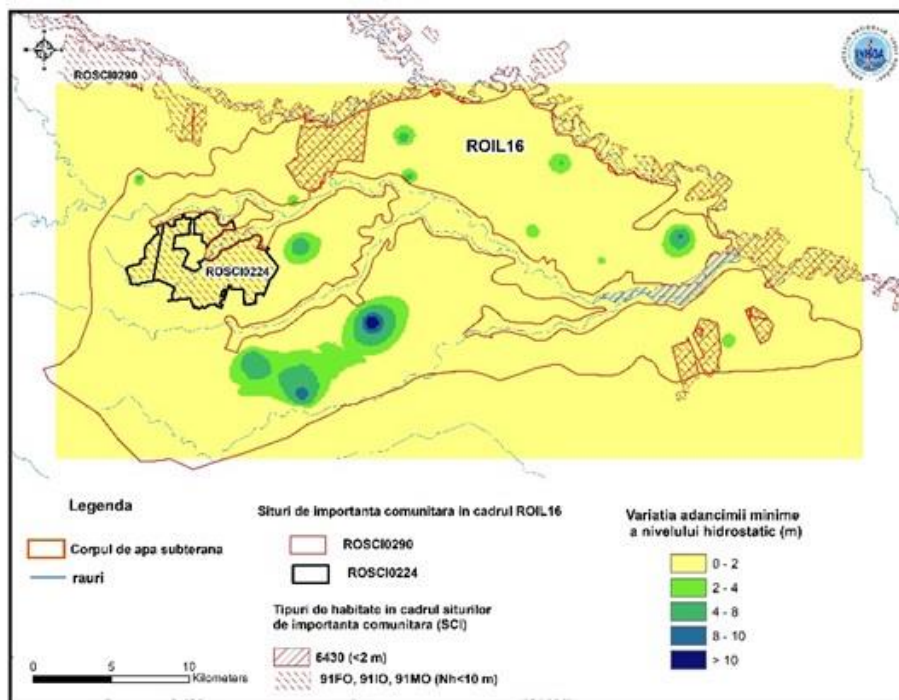 ROSCI0290
ROIL16
ROSCI0224
Legenda
Corpul de apa subterana
rauri
0 5 10
Kilometers
Situri de importanta comunitara in cadrul ROIL16
ROSCI0290
ROSCI0224
Tipuri de habitate in cadrul siturilor
de importanta comunitara (SCI)
6430 (<2 m)
91FO, 91IO, 91MO (Nh<10 m)
Variatia adancimii minime
a nivelului hidrostatic (m)
0 - 2
2 - 4
4 - 8
8 - 10
> 10